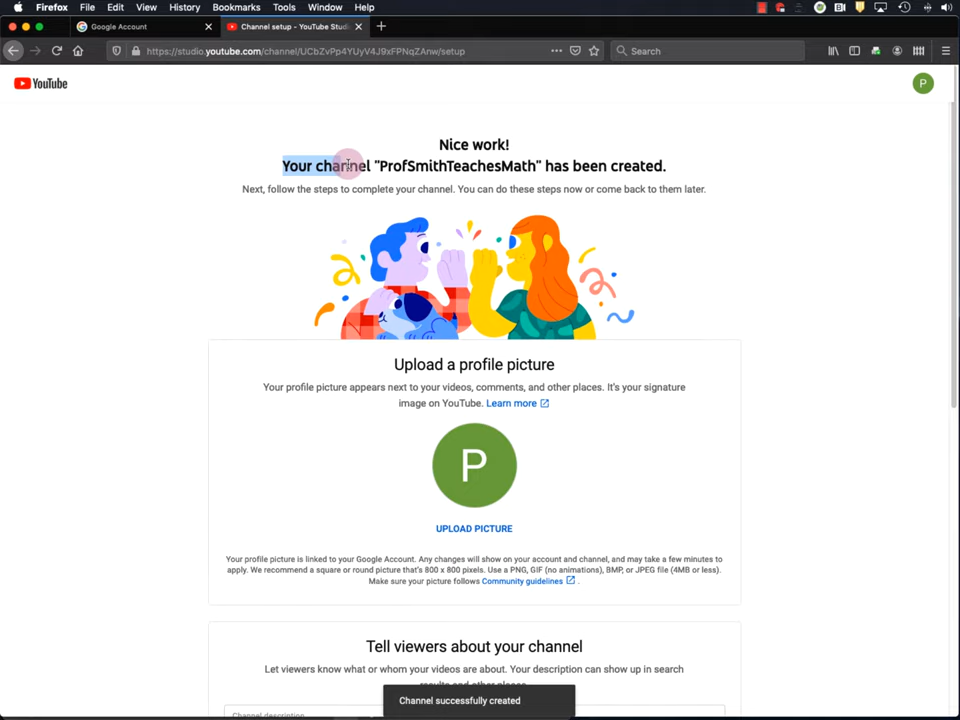 Firefox File Edit View History Bookmarks Tools Window Help
Google Account
Channel setup - YouTube Studi
https://studio.youtube.com/channel/UCbZvPp4YUyV4J9xFPNqZAnw/setup
Search
YouTube
P
Nice work!
Your channel "ProfSmithTeachesMath" has been created.
Next, follow the steps to complete your channel. You can do these steps now or come back to them later.
Upload a profile picture
Your profile picture appears next to your videos, comments, and other places. It's your signature
image on YouTube. Learn more
P
UPLOAD PICTURE
Your profile picture is linked to your Google Account. Any changes will show on your account and channel, and may take a few minutes to
apply. We recommend a square or round picture that's 800 x 800 pixels. Use a PNG, GIF (no animations), BMP, or JPEG file (4MB or less).
Make sure your picture follows Community guidelines .
Tell viewers about your channel
Let viewers know what or whom your videos are about. Your description can show up in search
results and other places.
Channel description
Channel successfully created